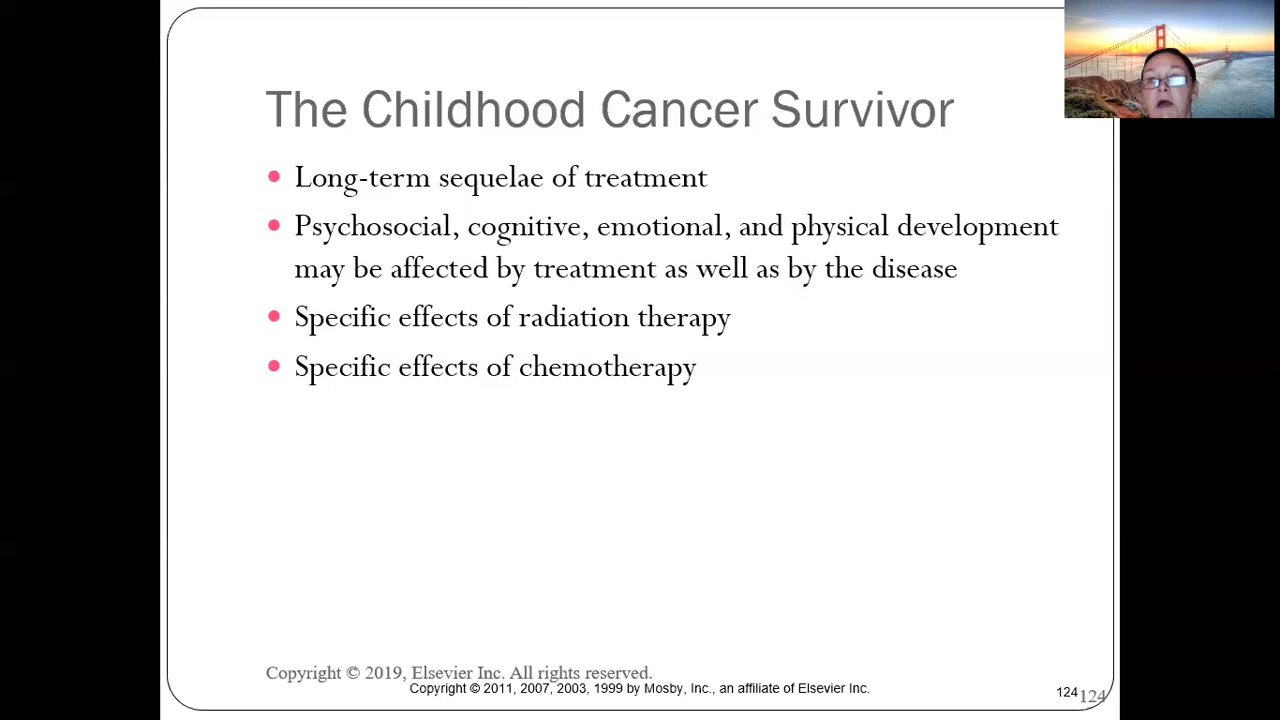 The Childhood Cancer Survivor
Long-term sequelae of treatment
Psychosocial, cognitive, emotional, and physical development
may be affected by treatment as well as by the disease
Specific effects of radiation therapy
Specific effects of chemotherapy
Copyright © 2019, Elsevier Inc. All rights reserved.
Copyright © 2011, 2007, 2003, 1999 by Mosby, Inc., an affiliate of Elsevier Inc.
124
124